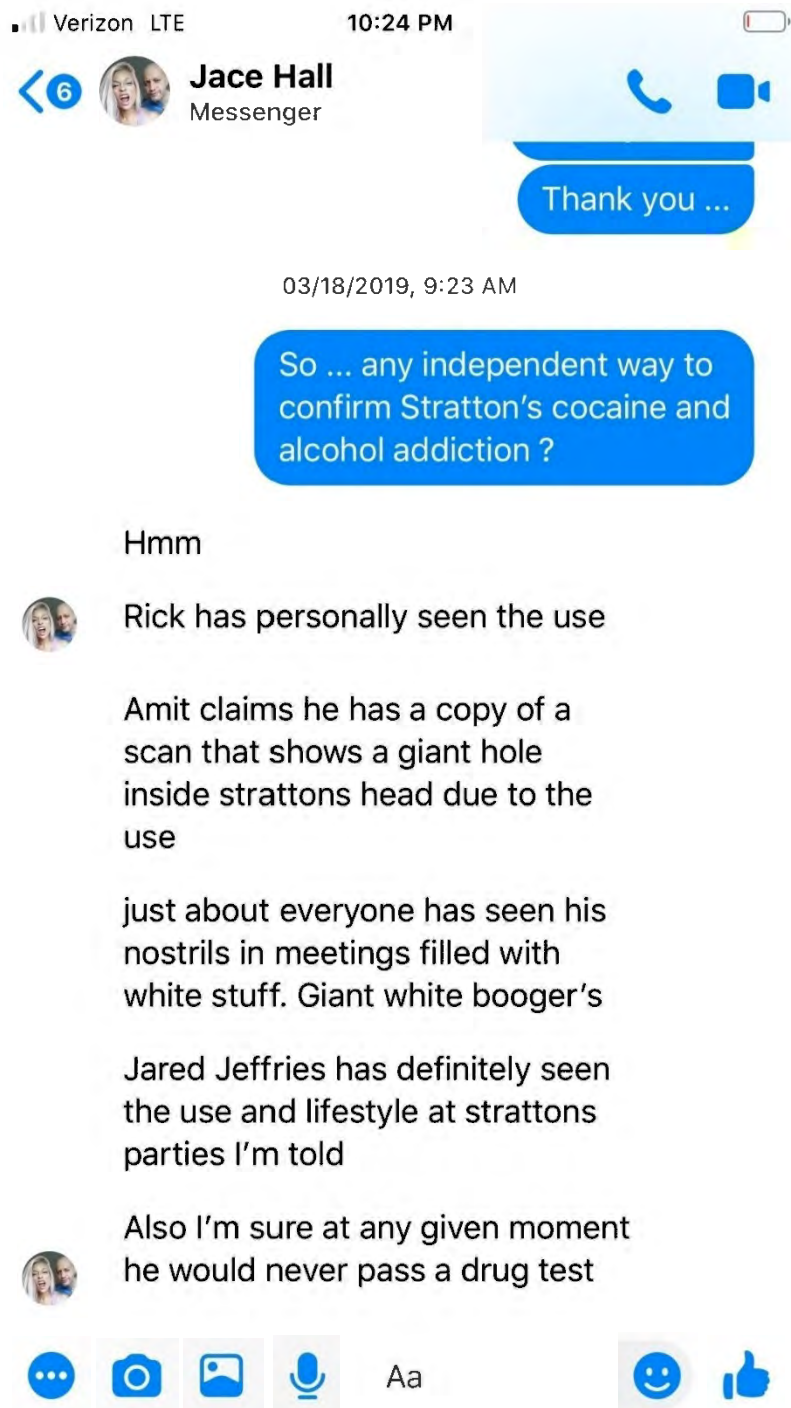 Verizon LTE 10:24 PM
6 Jace Hall
Messenger
Thank you ...
03/18/2019, 9:23 AM
So ... any independent way to
confirm Stratton's cocaine and
alcohol addiction ?
Hmm
Rick has personally seen the use
Amit claims he has a copy of a
scan that shows a giant hole
inside strattons head due to the
use
just about everyone has seen his
nostrils in meetings filled with
white stuff. Giant white booger's
Jared Jeffries has definitely seen
the use and lifestyle at strattons
parties I'm told
Also I'm sure at any given moment
he would never pass a drug test
Aa